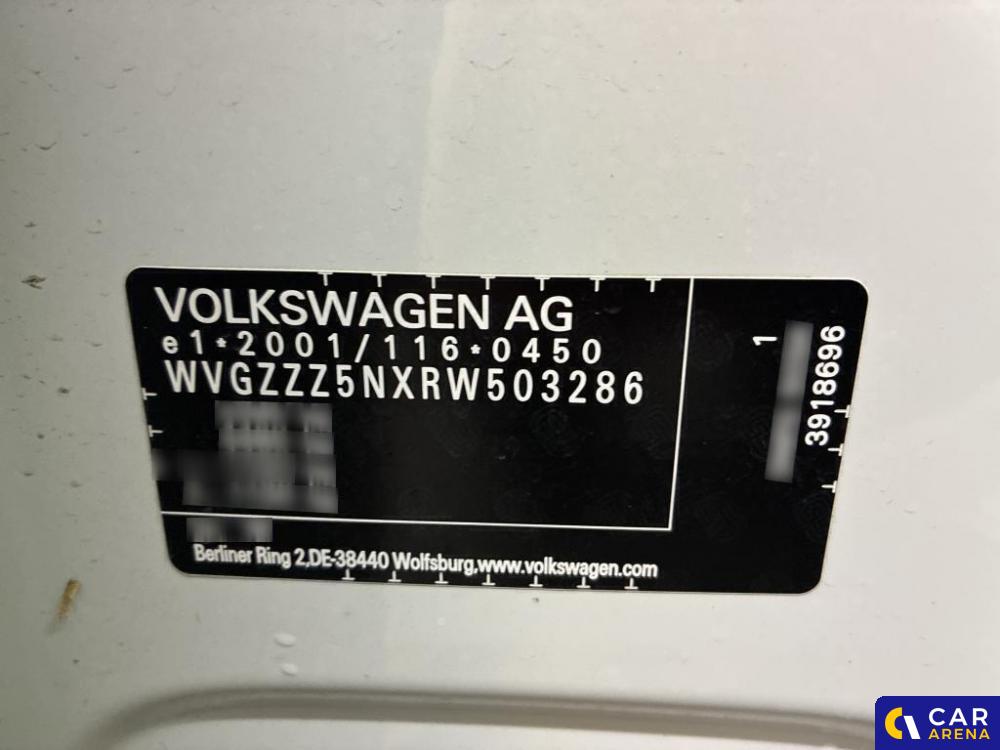 VOLKSWAGEN AG
e1*2001/116*0450
WVGZZZ5NXRW503286
Berliner Ring 2,DE-38440 Wolfsburg,www.volkswagen.com
1
3918696
CAR
ARENA